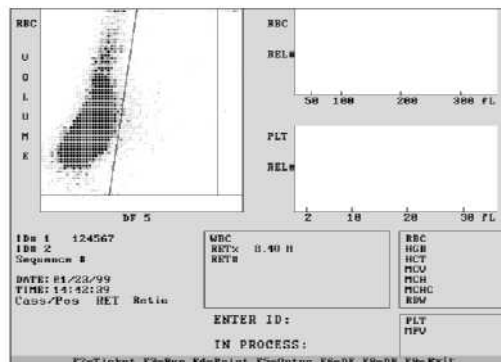 RBC
V
O
L
U
M
E
DF 5
RBC
REL#
50 100 200 300 fL
PLT
REL#
2 10 20 30 fL
ID# 1 124567
ID# 2
Sequence #
DATE: 01/23/99
TIME: 14:42:39
Cass/Pos RET Retic
WBC
RET% 8.40 H
RET#
RBC
HGB
HCT
MCV
MCH
MCHC
RDW
PLT
MPV
ENTER ID:
IN PROCESS: